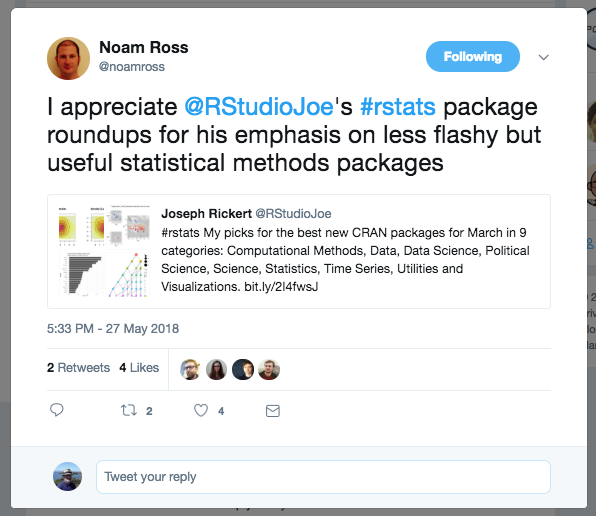 Noam Ross
@noamross
Following
I appreciate @RStudioJoe's #rstats package
roundups for his emphasis on less flashy but
useful statistical methods packages
Joseph Rickert @RStudioJoe
#rstats My picks for the best new CRAN packages for March in 9
categories: Computational Methods, Data, Data Science, Political
Science, Science, Statistics, Time Series, Utilities and
Visualizations. bit.ly/2I4fwsJ
5:33 PM - 27 May 2018
2 Retweets 4 Likes
2 4
Tweet your reply